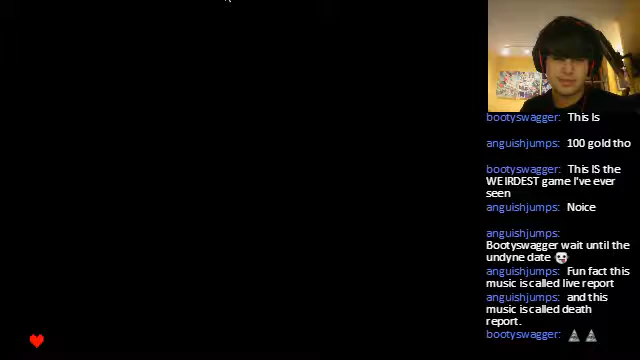 bootyswagger: This Is
anguishjumps: 100 gold tho
bootyswagger: This IS the
WEIRDEST game I've ever
seen
anguishjumps: Noice
anguishjumps:
Bootyswagger wait until the
undyne date
anguishjumps: Fun fact this
music is called live report
anguishjumps: and this
music is called death
report.
bootyswagger: